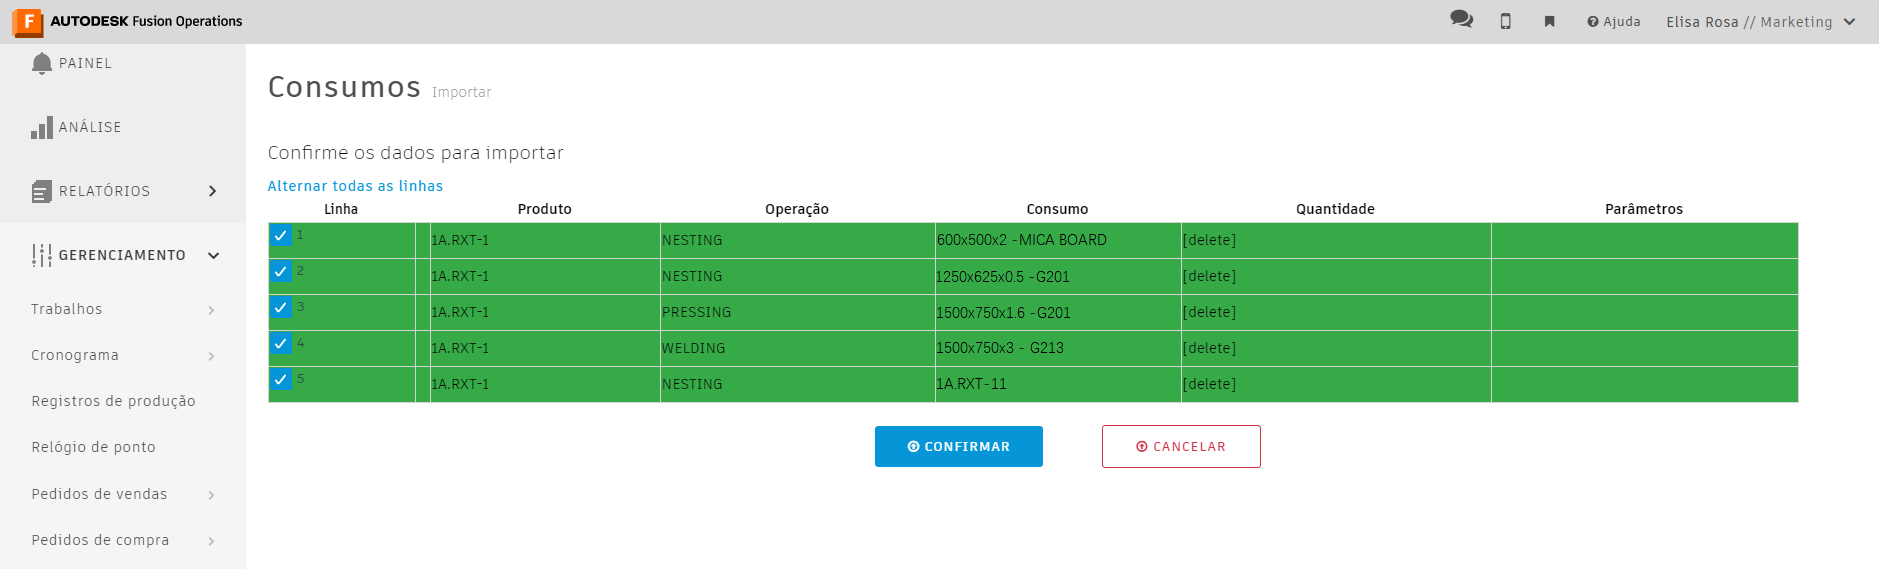 F AUTODESK Fusion Operations Ajuda Elisa Rosa // Marketing
PAINEL
ANÁLISE
RELATÓRIOS
GERENCIAMENTO
Trabalhos
Cronograma
Registros de produção
Relógio de ponto
Pedidos de vendas
Pedidos de compra
Consumos Importar
Confirme os dados para importar
Alternar todas as linhas
Linha Produto Operação Consumo Quantidade Parâmetros
1 1A.RXT-1 NESTING 600x500x2 -MICA BOARD [delete]
2 1A.RXT-1 NESTING 1250x625x0.5 -G201 [delete]
3 1A.RXT-1 PRESSING 1500x750x1.6 -G201 [delete]
4 1A.RXT-1 WELDING 1500x750x3 - G213 [delete]
5 1A.RXT-1 NESTING 1A.RXT-11 [delete]
CONFIRMAR CANCELAR